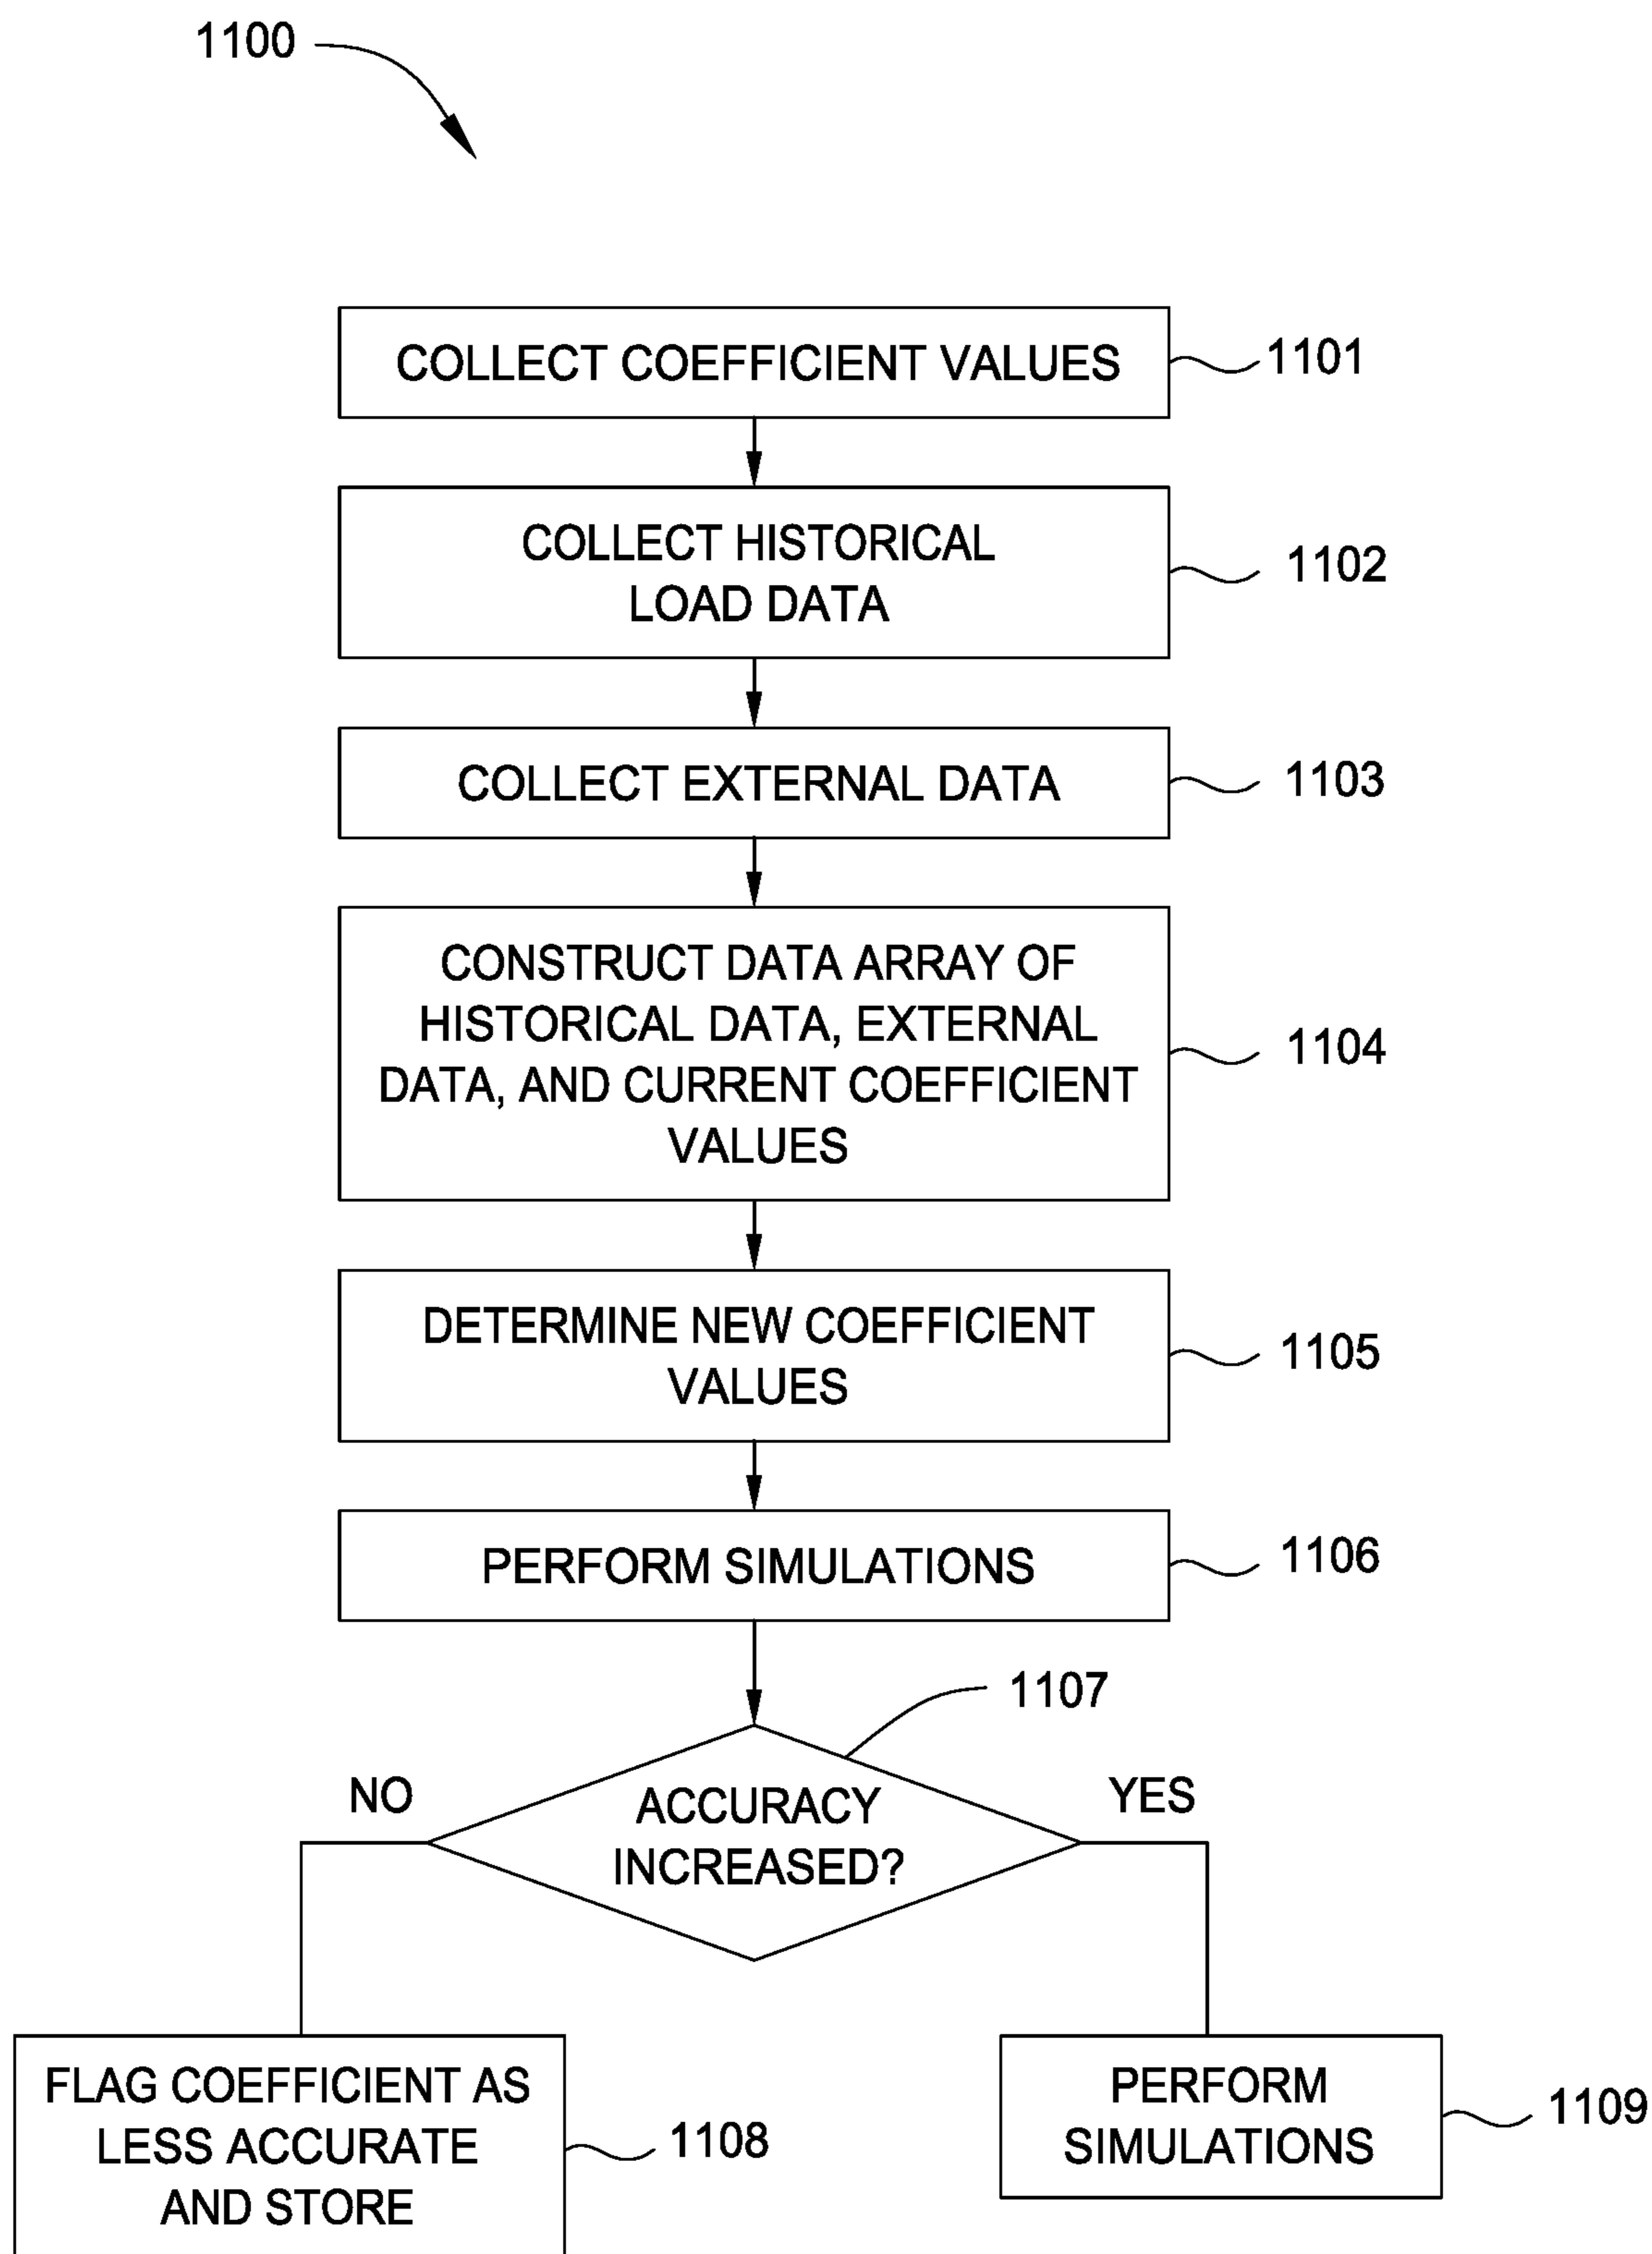 1100
COLLECT COEFFICIENT VALUES
1101
COLLECT HISTORICAL
LOAD DATA
1102
COLLECT EXTERNAL DATA
1103
CONSTRUCT DATA ARRAY OF
HISTORICAL DATA, EXTERNAL
DATA, AND CURRENT COEFFICIENT
VALUES
1104
DETERMINE NEW COEFFICIENT
VALUES
1105
PERFORM SIMULATIONS
1106
1107
ACCURACY
INCREASED?
NO
YES
FLAG COEFFICIENT AS
LESS ACCURATE
AND STORE
1108
PERFORM
SIMULATIONS
1109